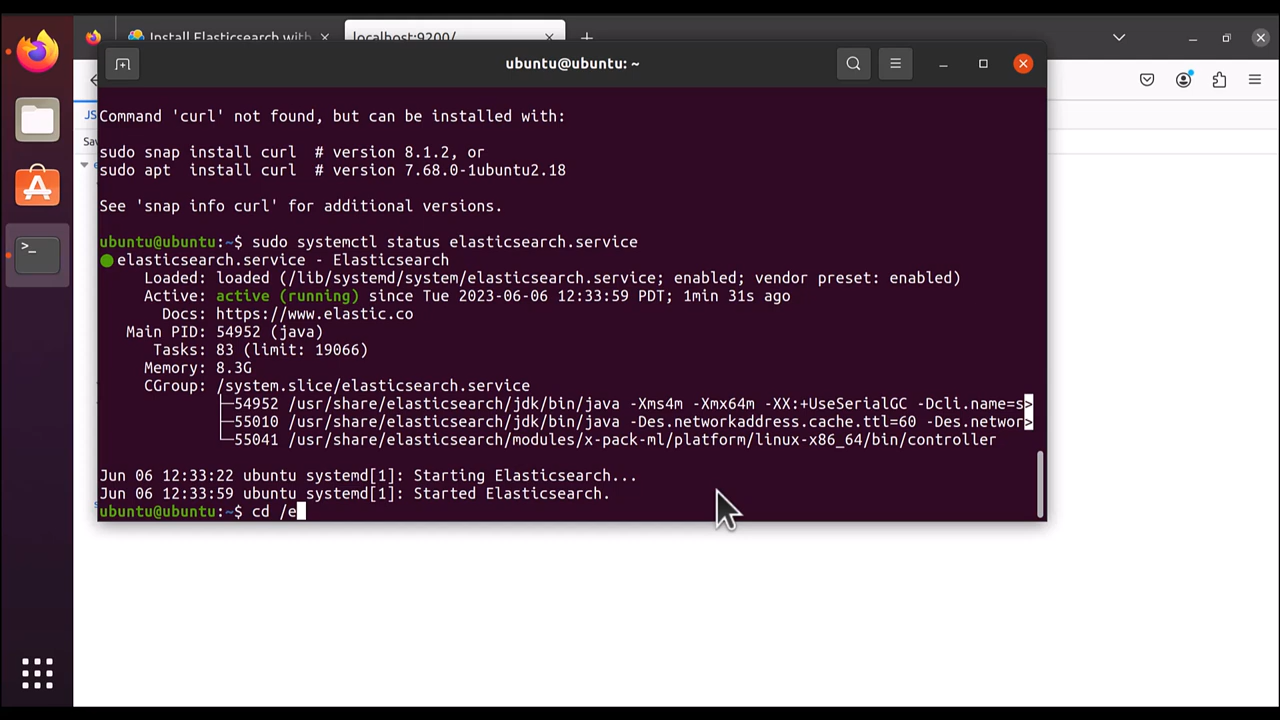 Install Elasticsearch with
localhost:9200/
ubuntu@ubuntu: ~
JS
Sav
Command 'curl' not found, but can be installed with:
sudo snap install curl  # version 8.1.2, or
sudo apt  install curl  # version 7.68.0-1ubuntu2.18
See 'snap info curl' for additional versions.
ubuntu@ubuntu:~$ sudo systemctl status elasticsearch.service
● elasticsearch.service - Elasticsearch
Loaded: loaded (/lib/systemd/system/elasticsearch.service; enabled; vendor preset: enabled)
Active: active (running) since Tue 2023-06-06 12:33:59 PDT; 1min 31s ago
Docs: https://www.elastic.co
Main PID: 54952 (java)
Tasks: 83 (limit: 19066)
Memory: 8.3G
CGroup: /system.slice/elasticsearch.service
├─54952 /usr/share/elasticsearch/jdk/bin/java -Xms4m -Xmx64m -XX:+UseSerialGC -Dcli.name=s>
├─55010 /usr/share/elasticsearch/jdk/bin/java -Des.networkaddress.cache.ttl=60 -Des.networ>
└─55041 /usr/share/elasticsearch/modules/x-pack-ml/platform/linux-x86_64/bin/controller
Jun 06 12:33:22 ubuntu systemd[1]: Starting Elasticsearch...
Jun 06 12:33:59 ubuntu systemd[1]: Started Elasticsearch.
ubuntu@ubuntu:~$ cd /e